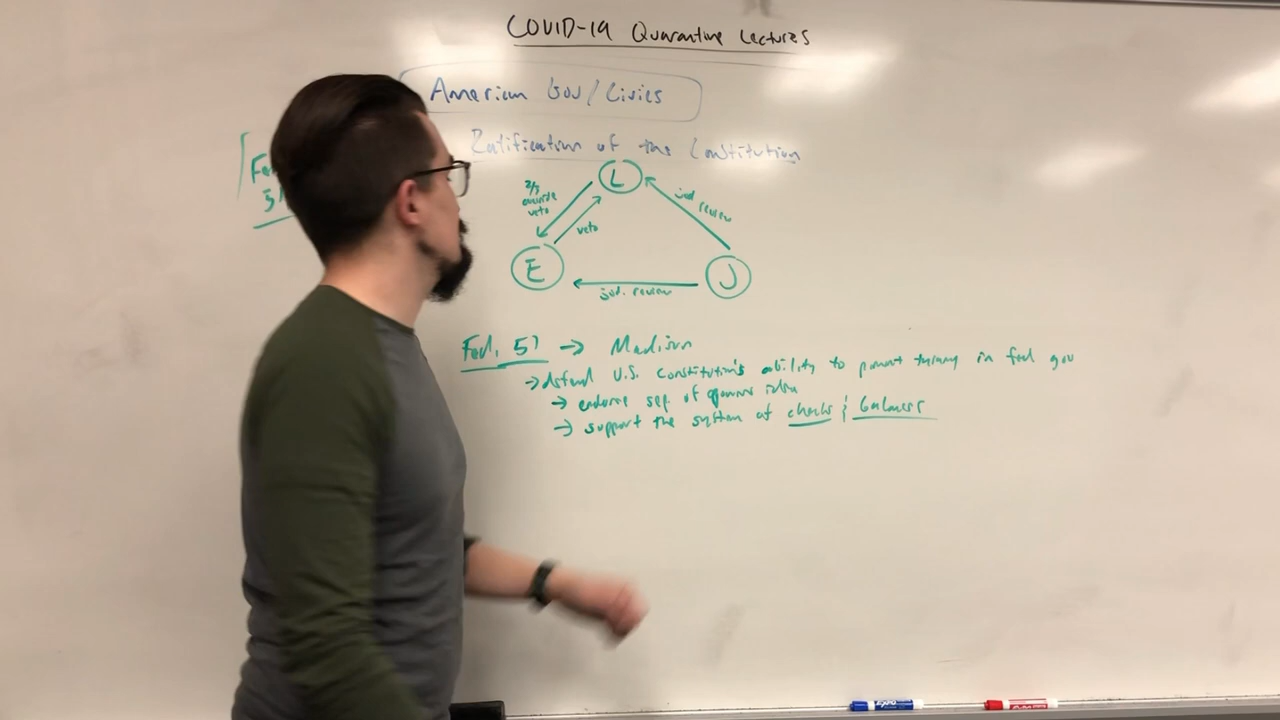 COVID-19 Quarantine Lectures
American Gov/Civics
Ratification of the Constitution
L
2/3
override
veto
veto
jud. review
E
J
jud. review
Fed. 51 → Madison
→ defend U.S. Constitution's ability to prevent tyranny in fed gov
→ endorse sep. of powers idea
→ support the system of checks & balances
EXPO